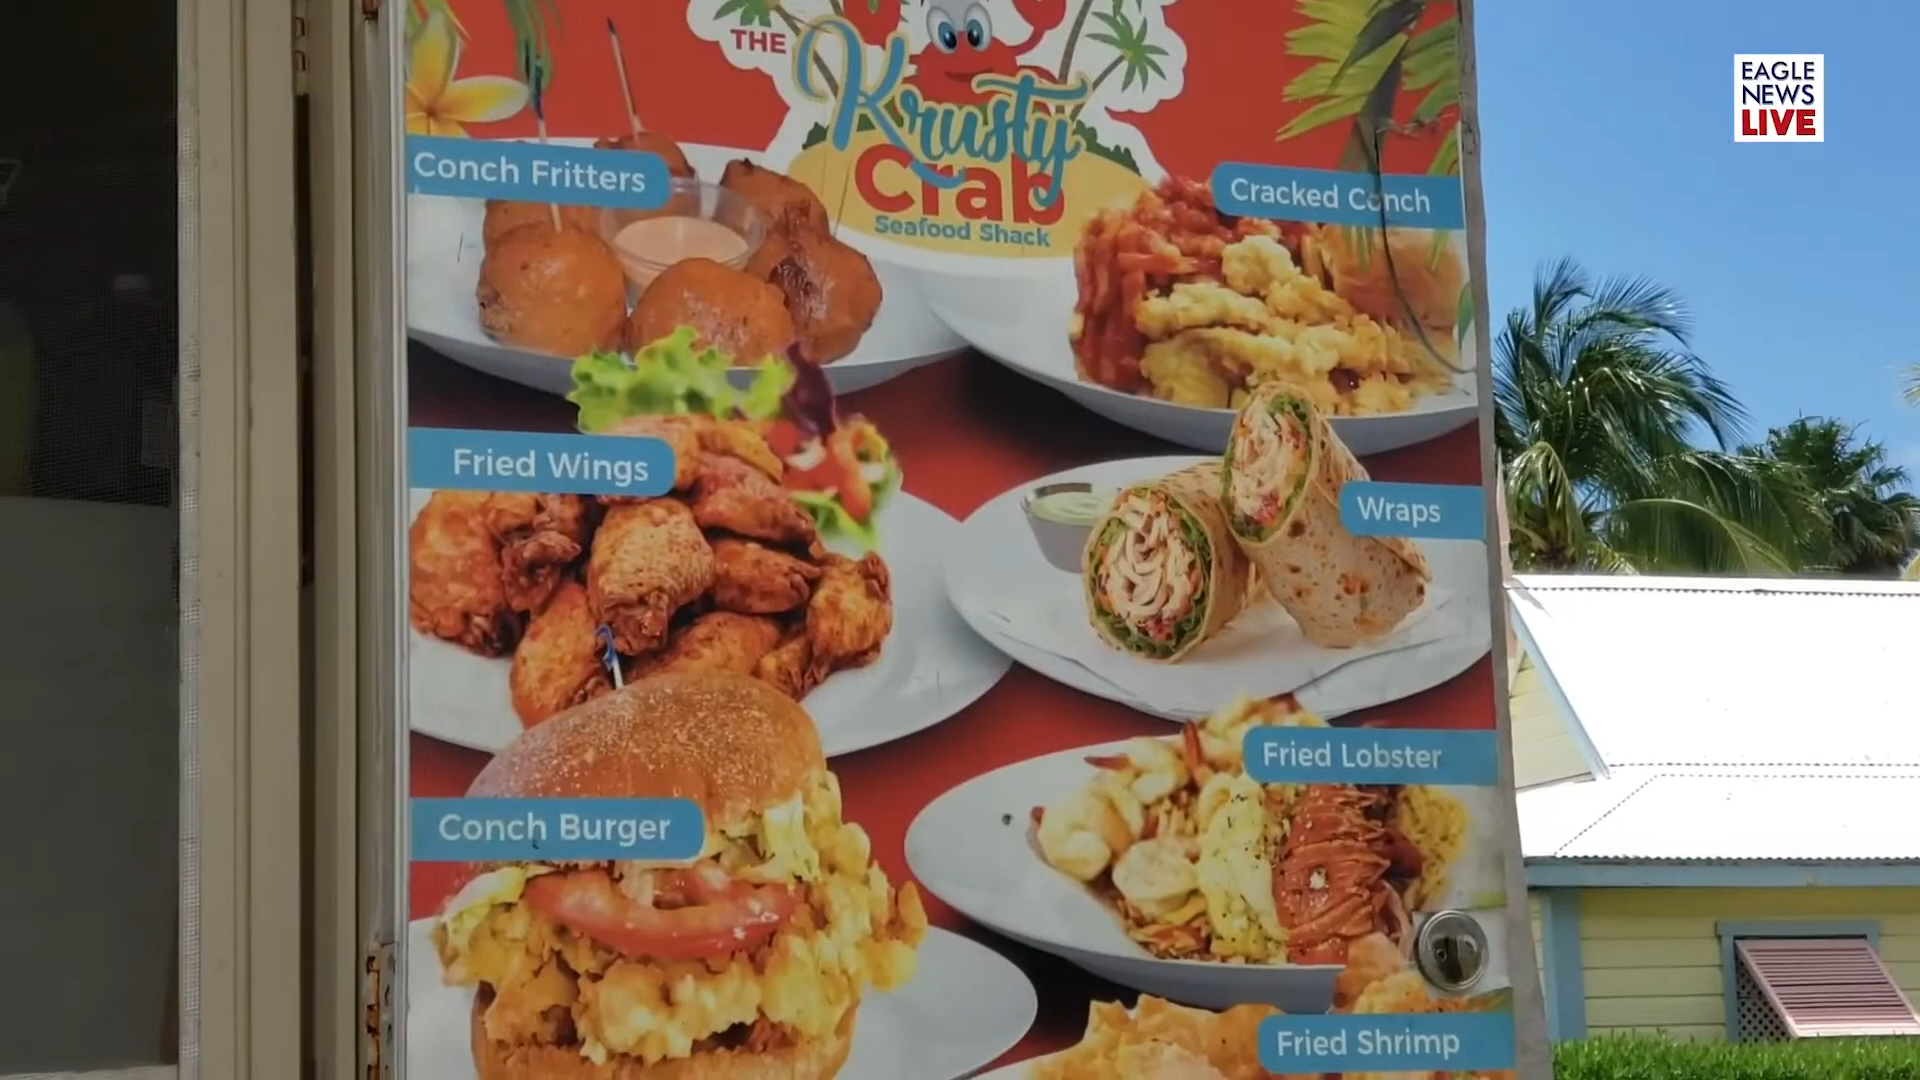 EAGLE
NEWS
LIVE
THE
Krusty
Crab
Seafood Shack
Conch Fritters
Cracked Conch
Fried Wings
Wraps
Fried Lobster
Conch Burger
Fried Shrimp